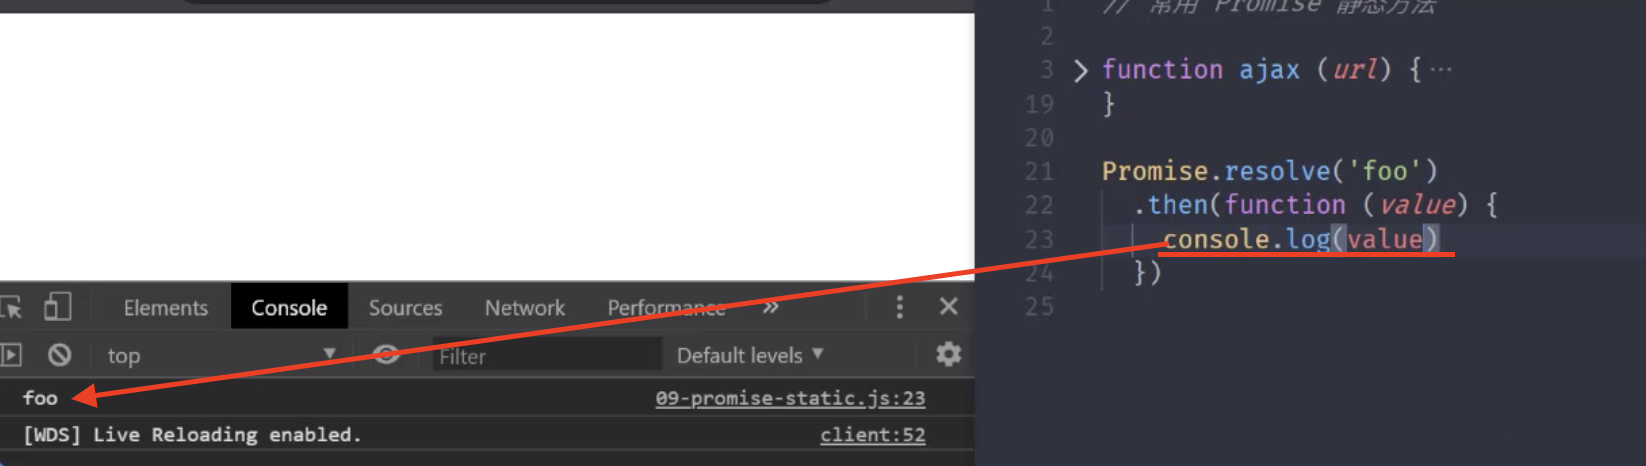 Elements Console Sources Network Performance »
top Filter Default levels
foo 09-promise-static.js:23
[WDS] Live Reloading enabled. client:52
1 // 常用 Promise 静态方法
2
3 function ajax (url) {···
19 }
20
21 Promise.resolve('foo')
22 .then(function (value) {
23 console.log(value)
24 })
25